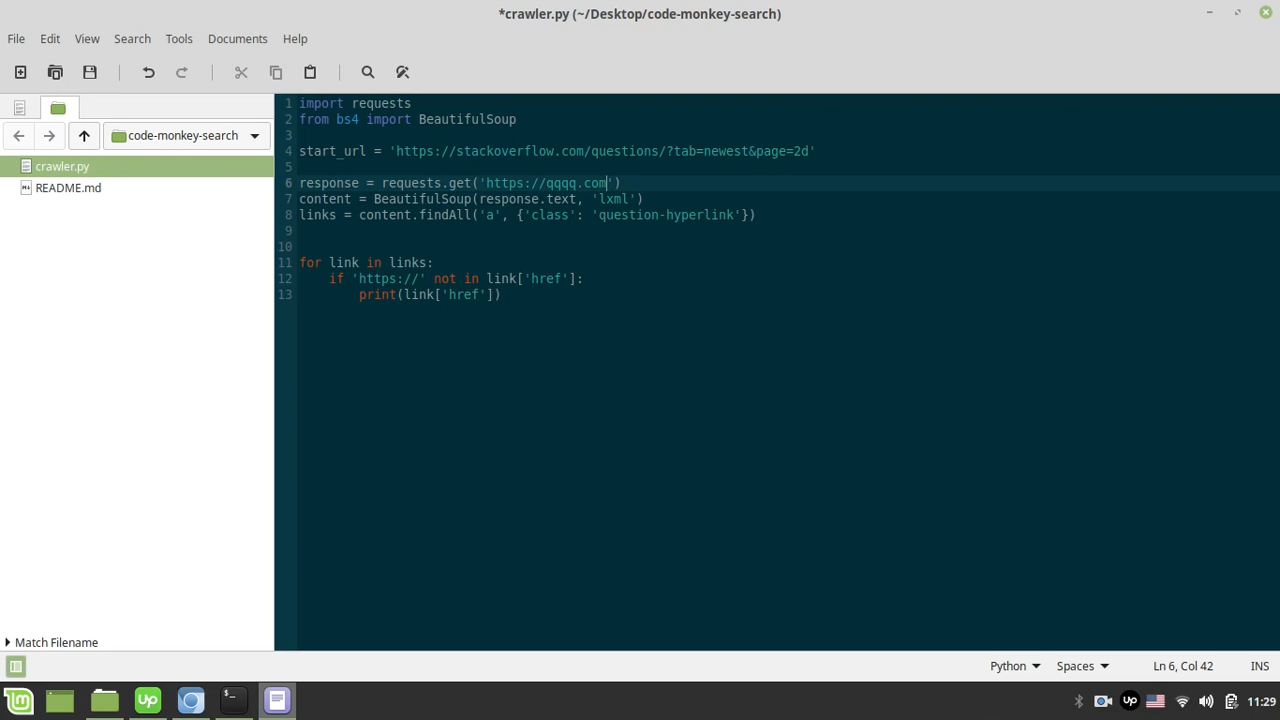 *crawler.py (~/Desktop/code-monkey-search)
File Edit View Search Tools Documents Help
code-monkey-search
crawler.py
README.md
Match Filename
1 import requests
2 from bs4 import BeautifulSoup
3
4 start_url = 'https://stackoverflow.com/questions/?tab=newest&page=2d'
5
6 response = requests.get('https://qqqq.com')
7 content = BeautifulSoup(response.text, 'lxml')
8 links = content.findAll('a', {'class': 'question-hyperlink'})
9
10
11 for link in links:
12     if 'https://' not in link['href']:
13         print(link['href'])
Python Spaces Ln 6, Col 42 INS
Up
$_
Up
11:29